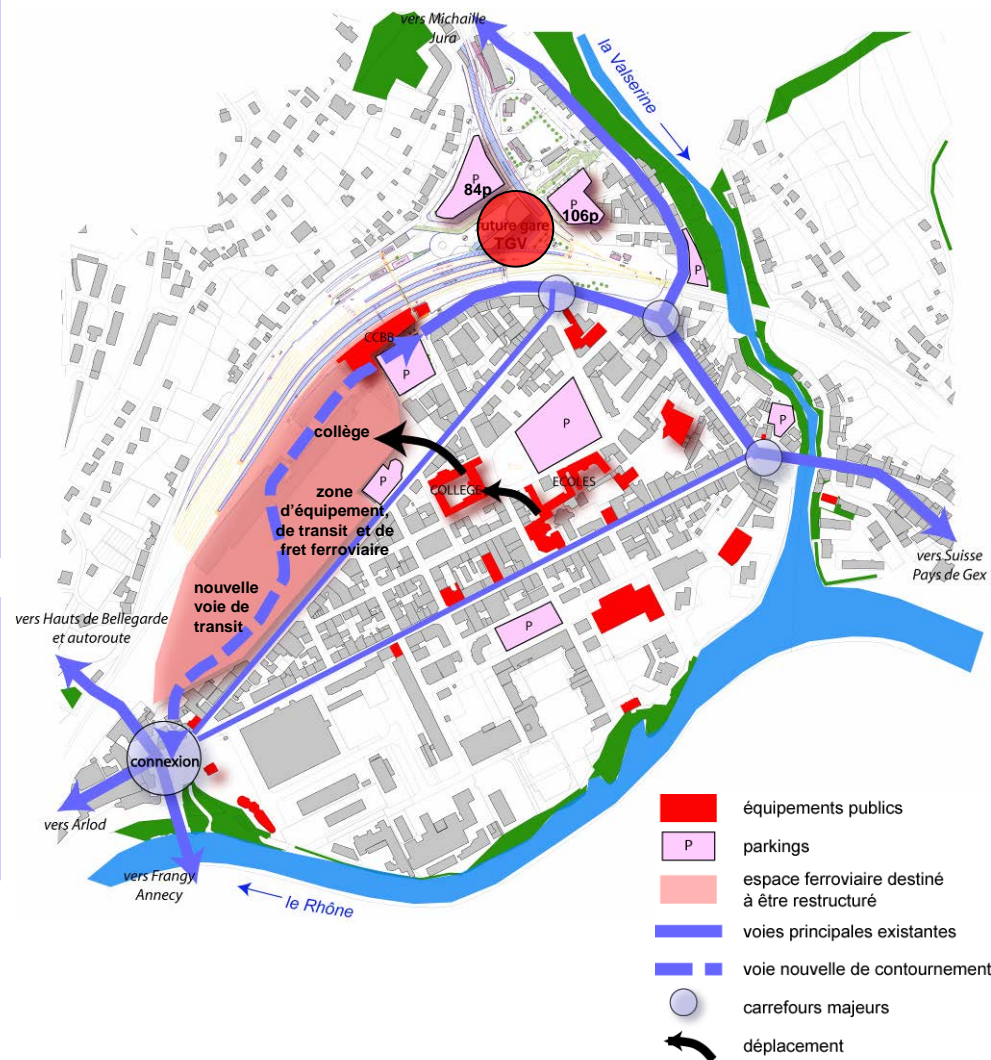 vers Michaille
Jura
la Valserine
P
84p
P
106p
future gare
TGV
P
CCBB
P
P
P
collège
P
COLLEGE
ECOLES
zone
d'équipement,
de transit et de
fret ferroviaire
vers Suisse
Pays de Gex
nouvelle
voie de
transit
vers Hauts de Bellegarde
et autoroute
P
connexion
vers Arlod
vers Frangy
Annecy
le Rhône
équipements publics
P
parkings
espace ferroviaire destiné
à être restructuré
voies principales existantes
voie nouvelle de contournement
carrefours majeurs
déplacement